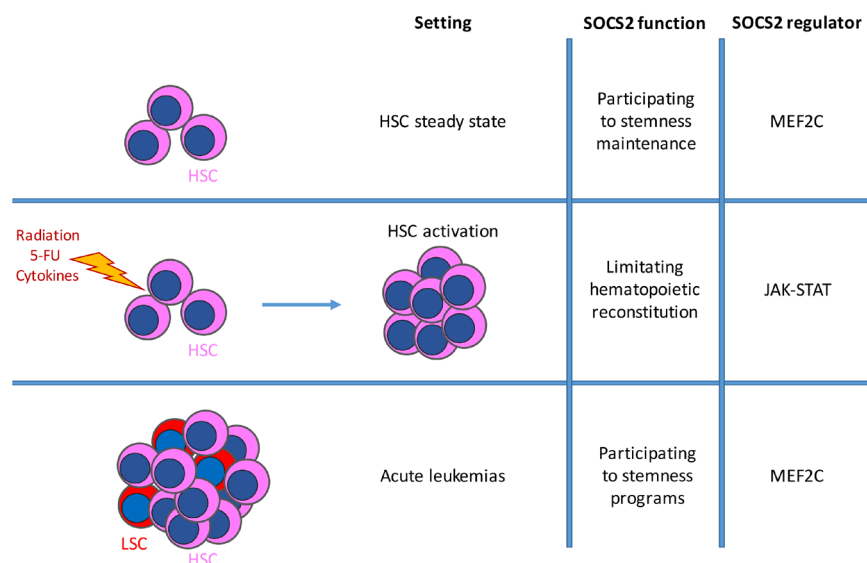 Setting
SOCS2 function
SOCS2 regulator
HSC
HSC steady state
Participating
to stemness
maintenance
MEF2C
Radiation
5-FU
Cytokines
HSC
HSC activation
Limitating
hematopoietic
reconstitution
JAK-STAT
LSC
HSC
Acute leukemias
Participating
to stemness
programs
MEF2C